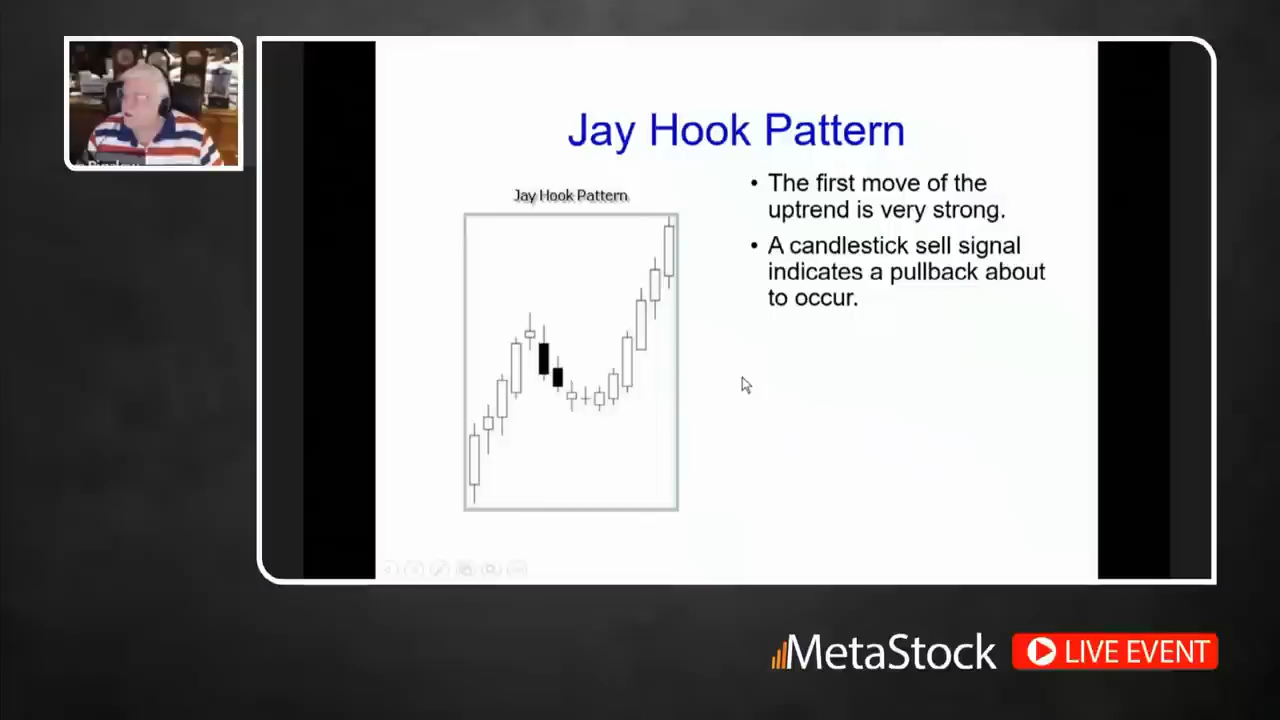 Jay Hook Pattern
Jay Hook Pattern
• The first move of the
uptrend is very strong.
• A candlestick sell signal
indicates a pullback about
to occur.
MetaStock
LIVE EVENT